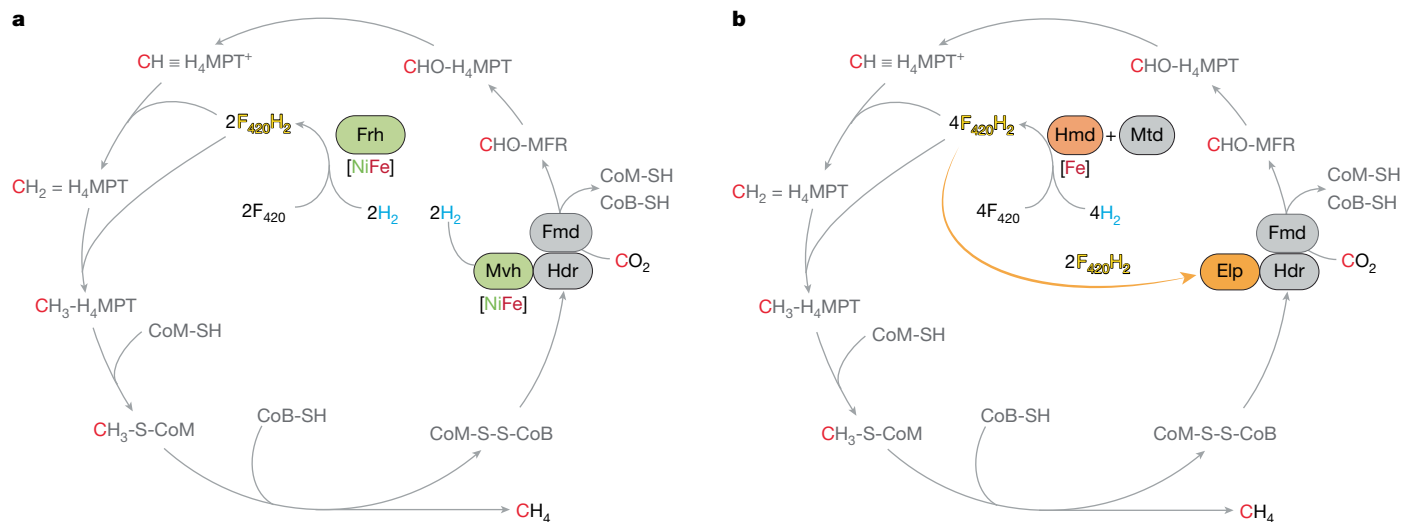 a
CH ≡ H₄MPT⁺
CHO-H₄MPT
2F₄₂₀H₂
Frh
[NiFe]
CHO-MFR
CH₂ = H₄MPT
CoM-SH
CoB-SH
2F₄₂₀
2H₂
2H₂
Fmd
Mvh
Hdr
CO₂
[NiFe]
CH₃-H₄MPT
CoM-SH
CoB-SH
CH₃-S-CoM
CoM-S-S-CoB
CH₄
b
CH ≡ H₄MPT⁺
CHO-H₄MPT
4F₄₂₀H₂
Hmd + Mtd
[Fe]
CHO-MFR
CH₂ = H₄MPT
CoM-SH
CoB-SH
4F₄₂₀
4H₂
Fmd
2F₄₂₀H₂
Elp
Hdr
CO₂
CH₃-H₄MPT
CoM-SH
CoB-SH
CH₃-S-CoM
CoM-S-S-CoB
CH₄